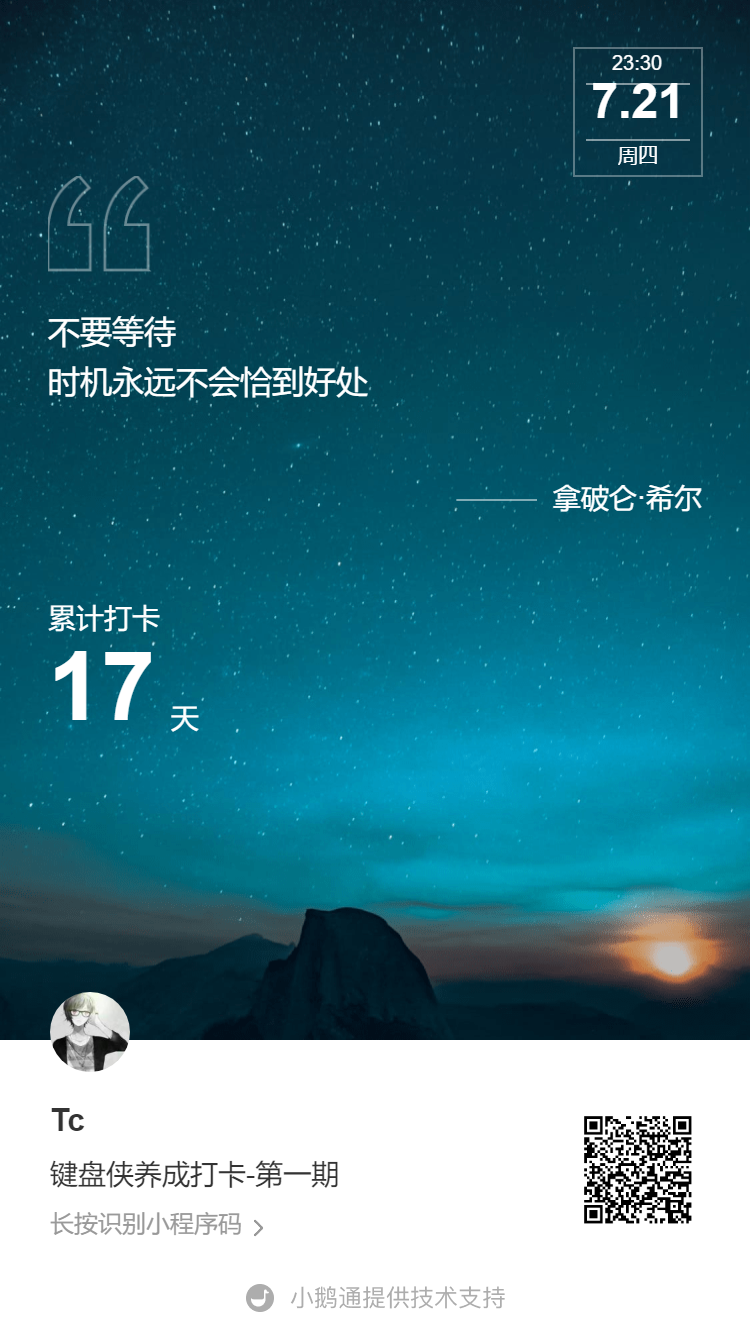 23:30
7.21
周四
不要等待
时机永远不会恰到好处
拿破仑·希尔
累计打卡
17 天
Tc
键盘侠养成打卡-第一期
长按识别小程序码
小鹅通提供技术支持